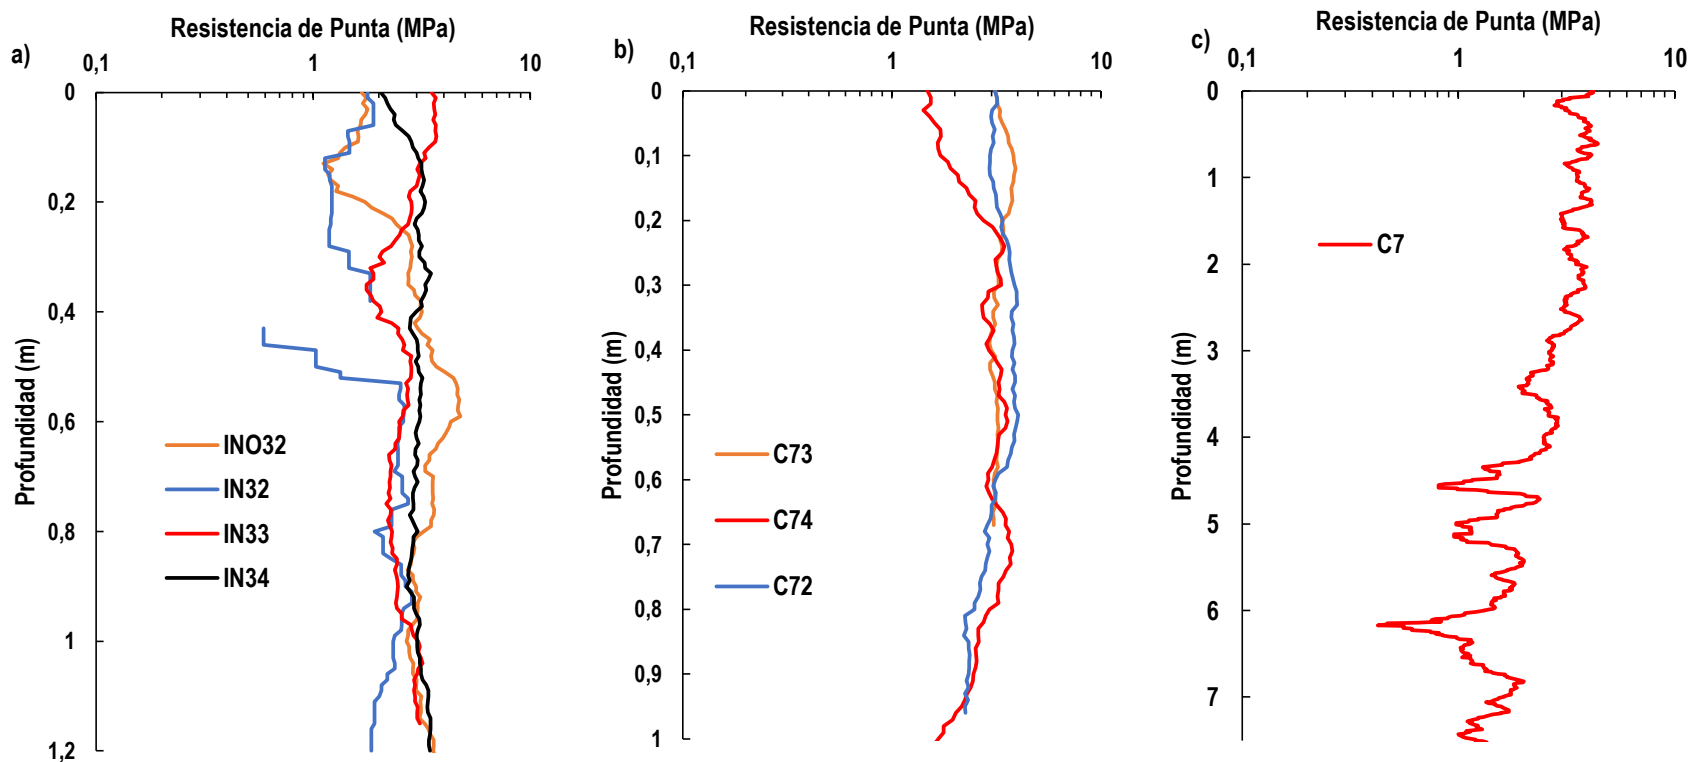 a)
Resistencia de Punta (MPa)
0,1 1 10
0
0,2
0,4
0,6
0,8
1
1,2
Profundidad (m)
INO32
IN32
IN33
IN34
b)
Resistencia de Punta (MPa)
0,1 1 10
0
0,1
0,2
0,3
0,4
0,5
0,6
0,7
0,8
0,9
1
Profundidad (m)
C73
C74
C72
c)
Resistencia de Punta (MPa)
0,1 1 10
0
1
2
3
4
5
6
7
Profundidad (m)
C7